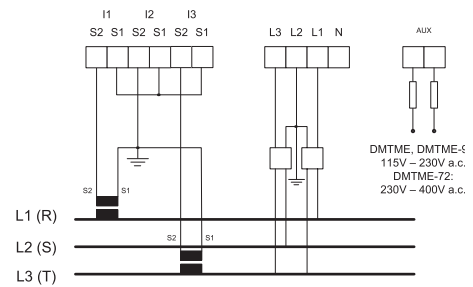 I1 I2 I3
S2 S1 S2 S1 S2 S1
L3 L2 L1 N
AUX
DMTME, DMTME-9
115V – 230V a.c.
DMTME-72:
230V – 400V a.c.
S2 S1
L1 (R)
S2 S1
L2 (S)
L3 (T)